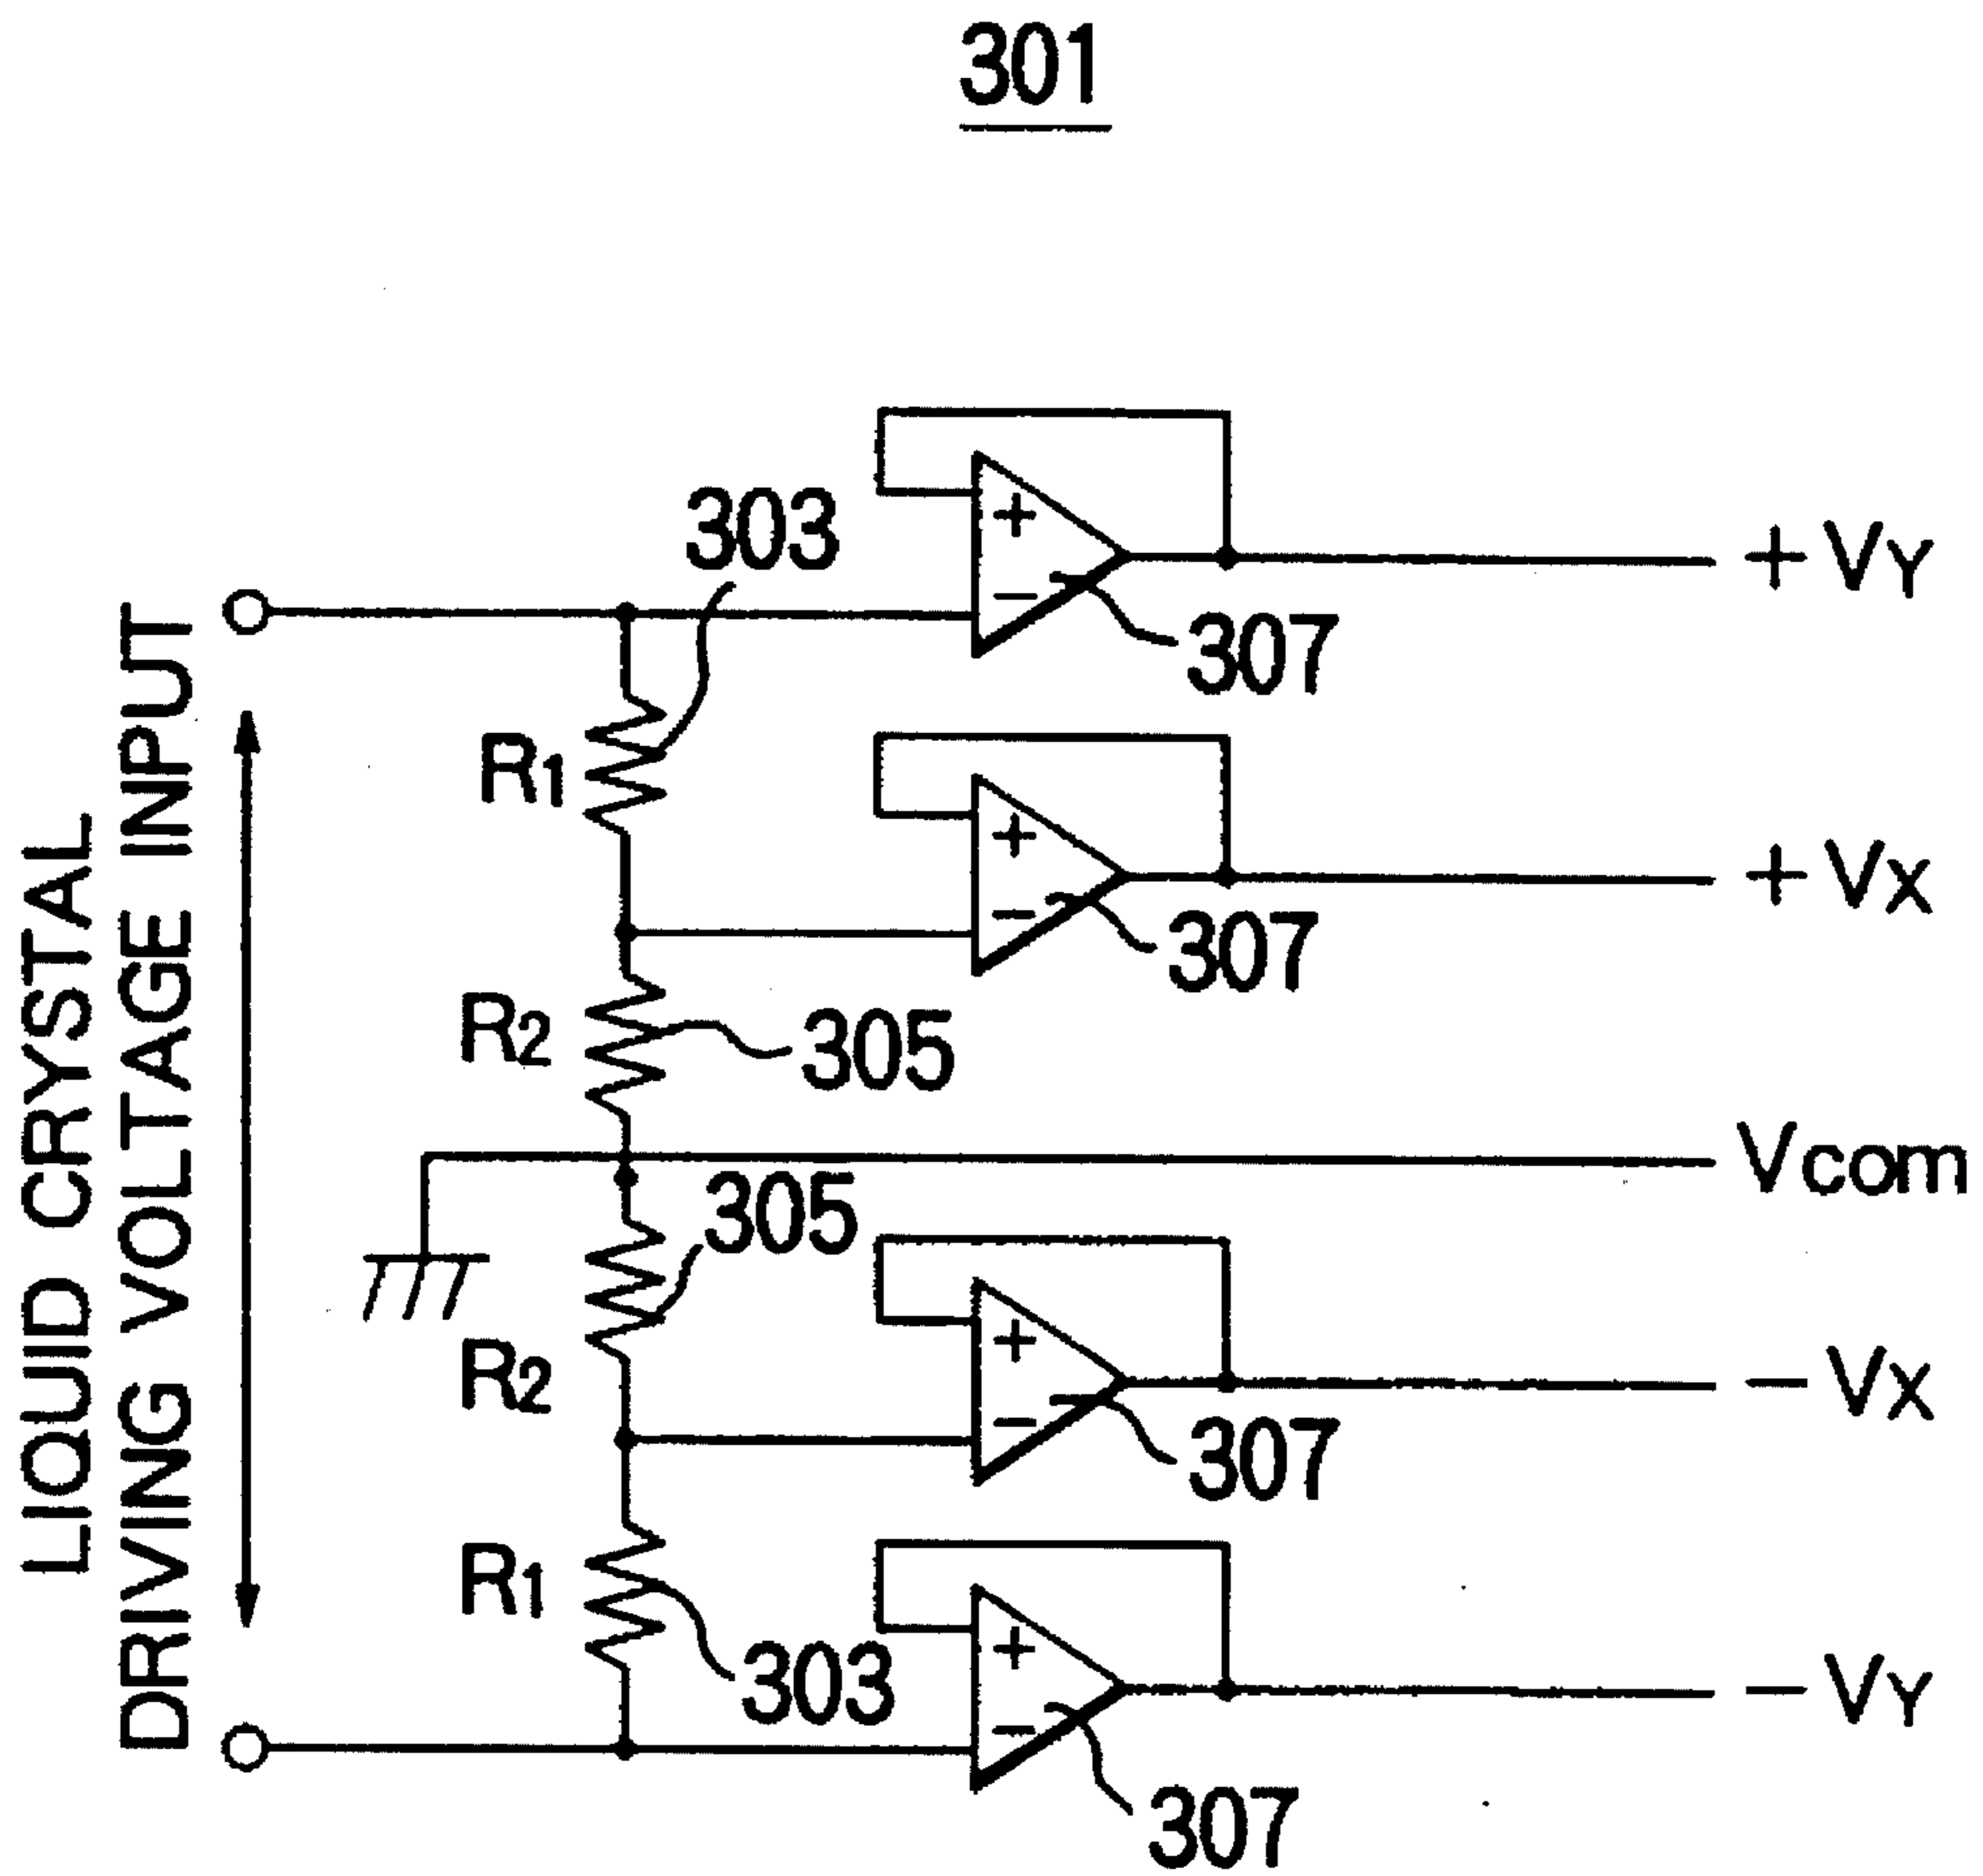 301
303
+
−
+ VY
307
R1
+
−
+ VX
307
R2
305
Vcom
305
R2
+
−
− VX
307
R1
303
+
−
− VY
307
LIQUID CRYSTAL
DRIVING VOLTAGE INPUT